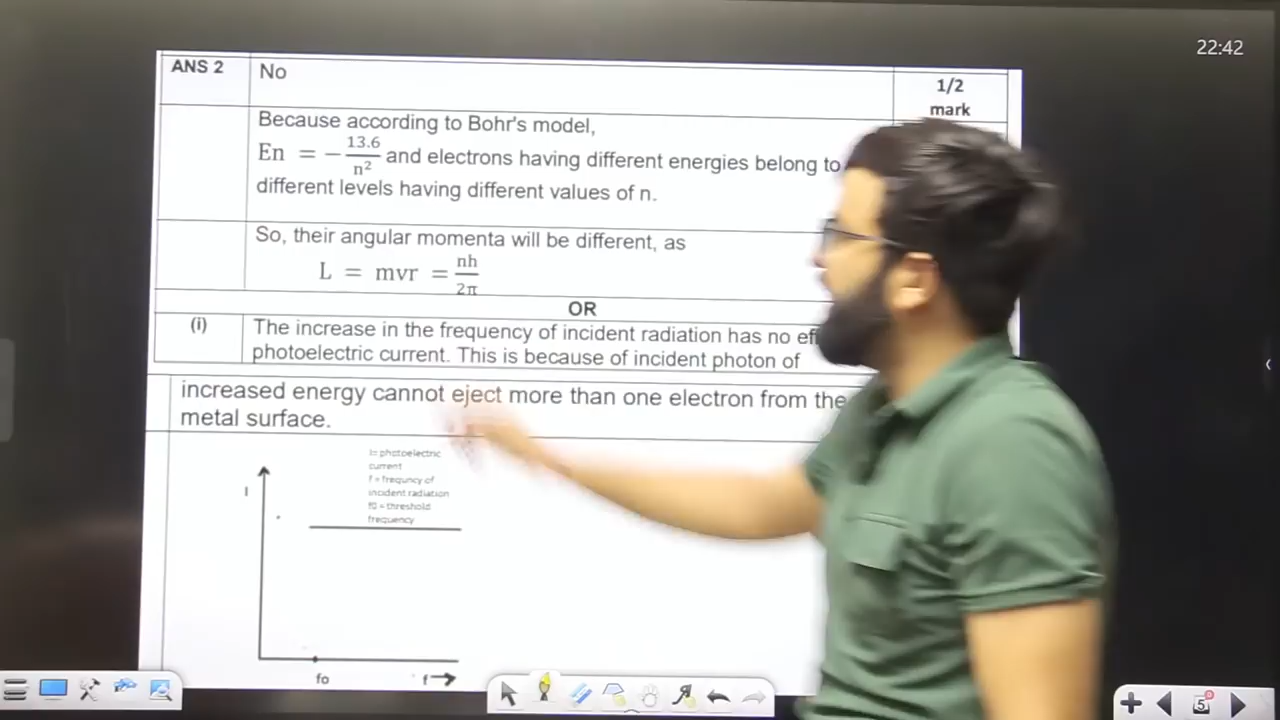 22:42
ANS 2 No 1/2
mark
Because according to Bohr's model,
En = −13.6/n² and electrons having different energies belong to
different levels having different values of n.
So, their angular momenta will be different, as
L = mvr = nh/2π
OR
(i) The increase in the frequency of incident radiation has no
photoelectric current. This is because of incident photon of
increased energy cannot eject more than one electron from the
metal surface.
I= photoelectric
current
f = frequncy of
incident radiation
f0 = threshold
frequency
I
fo f
5